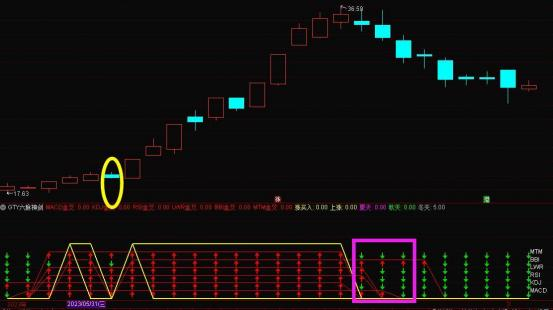 36.58
17.63
涨
GTY六脉神剑 MACD金叉 0.00 KDJ金叉 0.00 RSI金叉 0.00 LWR金叉 0.00 BBI金叉 0.00 MTM金叉 0.00 涨买入 0.00 上涨 0.00 夏天 0.00 秋天 0.00 冬天 5.00
MTM
BBI
LWR
RSI
KDJ
MACD
2023/05/31/三